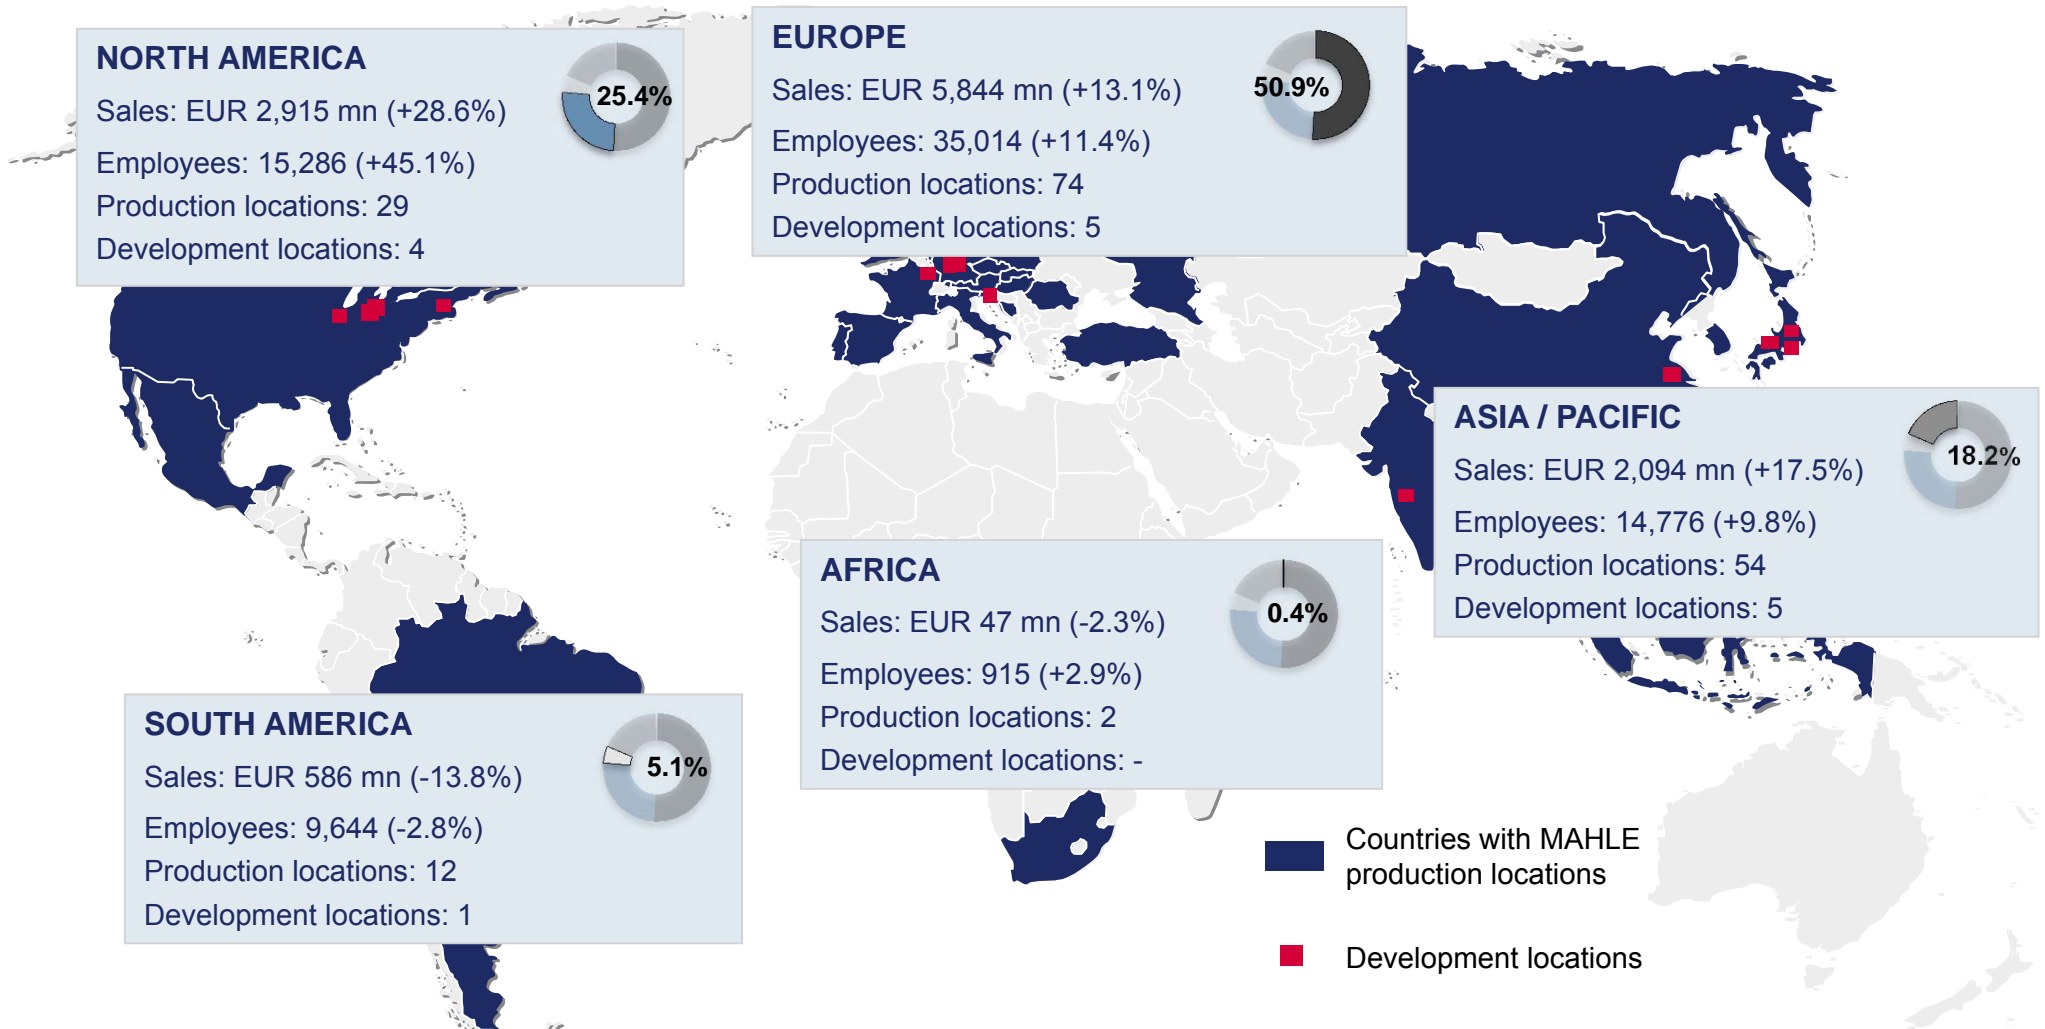 NORTH AMERICA
25.4%
Sales: EUR 2,915 mn (+28.6%)
Employees: 15,286 (+45.1%)
Production locations: 29
Development locations: 4
EUROPE
50.9%
Sales: EUR 5,844 mn (+13.1%)
Employees: 35,014 (+11.4%)
Production locations: 74
Development locations: 5
ASIA / PACIFIC
18.2%
Sales: EUR 2,094 mn (+17.5%)
Employees: 14,776 (+9.8%)
Production locations: 54
Development locations: 5
AFRICA
0.4%
Sales: EUR 47 mn (-2.3%)
Employees: 915 (+2.9%)
Production locations: 2
Development locations: -
SOUTH AMERICA
5.1%
Sales: EUR 586 mn (-13.8%)
Employees: 9,644 (-2.8%)
Production locations: 12
Development locations: 1
Countries with MAHLE
production locations
Development locations